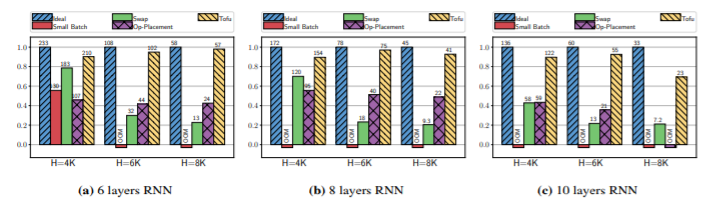 Ideal Swap Tofu
Small Batch Op-Placement
Ideal Swap Tofu
Small Batch Op-Placement
Ideal Swap Tofu
Small Batch Op-Placement
1.0
0.8
0.6
0.4
0.2
0.0
233 183 107 210
108 OOM 32 44 102
58 OOM 13 24 57
H=4K H=6K H=8K
1.0
0.8
0.6
0.4
0.2
0.0
172 OOM 120 95 154
78 OOM 18 40 75
45 OOM 9.3 22 41
H=4K H=6K H=8K
1.0
0.8
0.6
0.4
0.2
0.0
136 OOM 58 59 122
60 OOM 13 21 55
33 OOM 7.2 OOM 23
H=4K H=6K H=8K
(a) 6 layers RNN
(b) 8 layers RNN
(c) 10 layers RNN